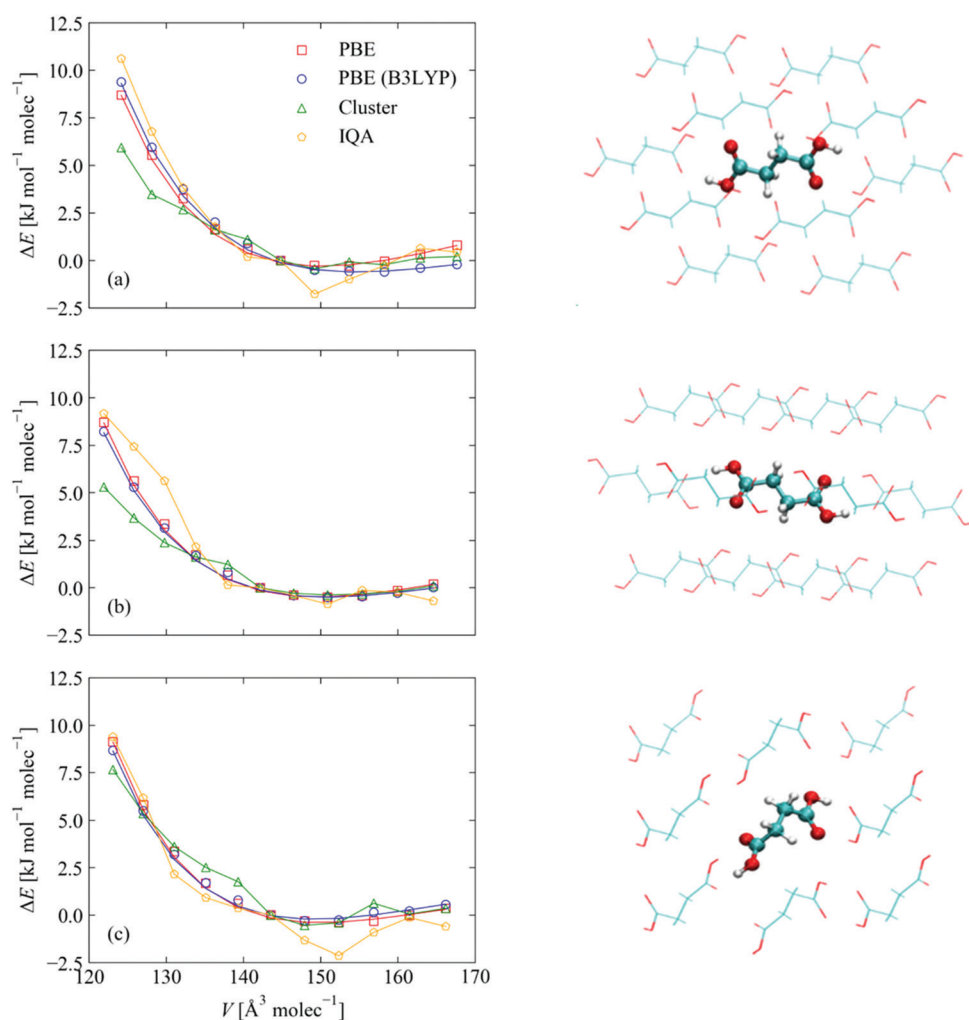 12.5
10.0
7.5
5.0
2.5
0.0
−2.5
ΔE [kJ mol⁻¹ molec⁻¹]
PBE
PBE (B3LYP)
Cluster
IQA
(a)
12.5
10.0
7.5
5.0
2.5
0.0
−2.5
ΔE [kJ mol⁻¹ molec⁻¹]
(b)
12.5
10.0
7.5
5.0
2.5
0.0
−2.5
ΔE [kJ mol⁻¹ molec⁻¹]
(c)
120 130 140 150 160 170
V [Å³ molec⁻¹]